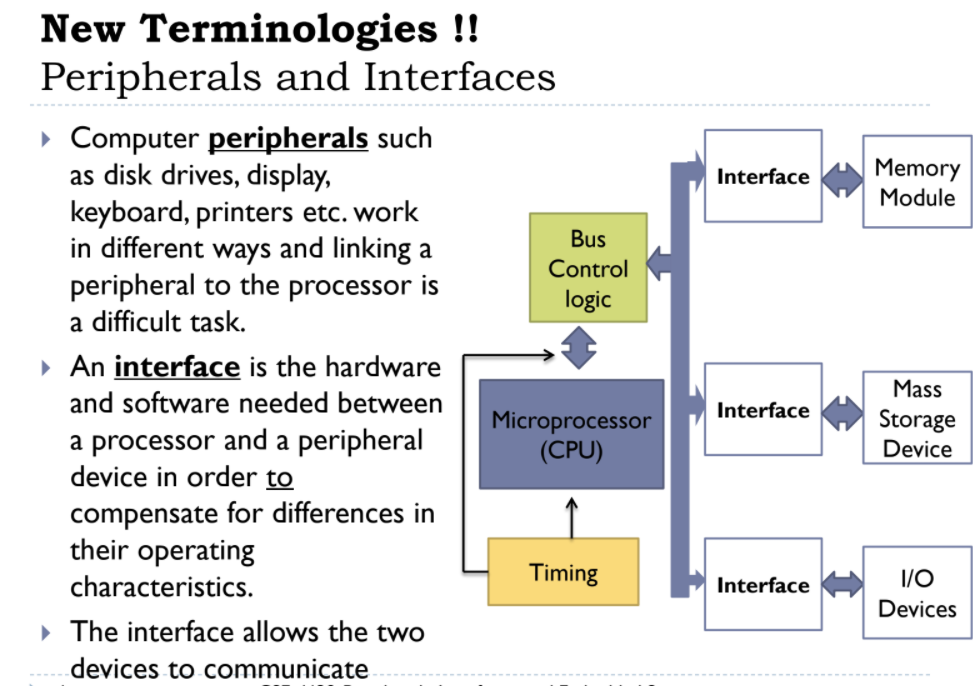 New Terminologies !!
Peripherals and Interfaces
Computer peripherals such
as disk drives, display,
keyboard, printers etc. work
in different ways and linking a
peripheral to the processor is
a difficult task.
An interface is the hardware
and software needed between
a processor and a peripheral
device in order to
compensate for differences in
their operating
characteristics.
The interface allows the two
devices to communicate
Bus
Control
logic
Microprocessor
(CPU)
Timing
Interface
Memory
Module
Interface
Mass
Storage
Device
Interface
I/O
Devices